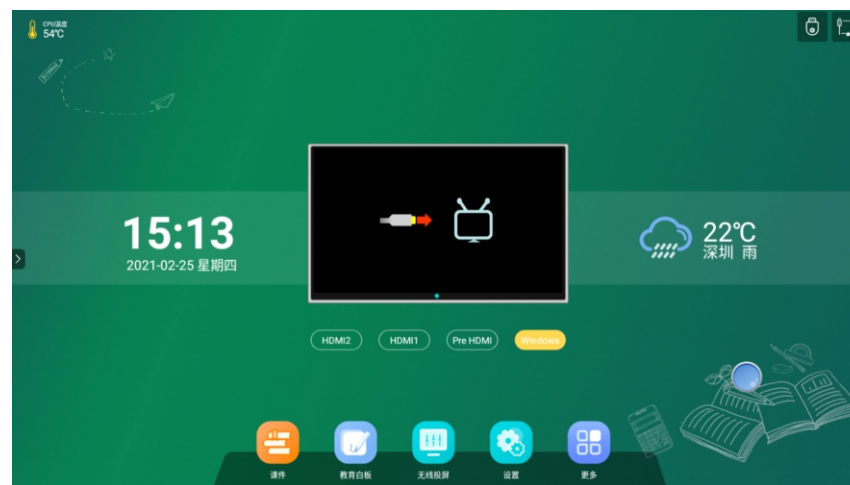 CPU温度
54℃
15:13
2021-02-25 星期四
22℃
深圳 雨
HDMI2
HDMI1
Pre HDMI
Windows
课件
教育白板
无线投屏
设置
更多